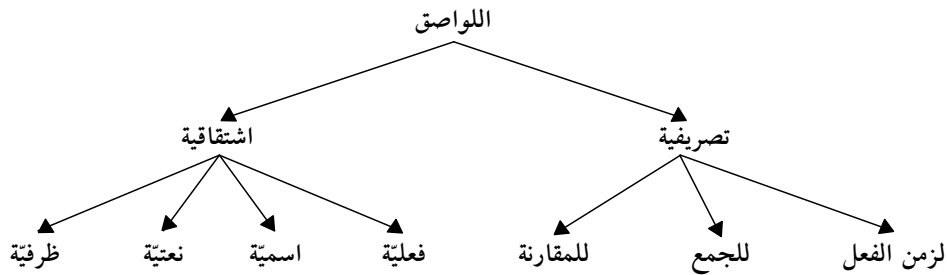 اللواصق
تصريفية اشتقاقية
لزمن الفعل للجمع للمقارنة فعليّة اسميّة نعتيّة ظرفيّة